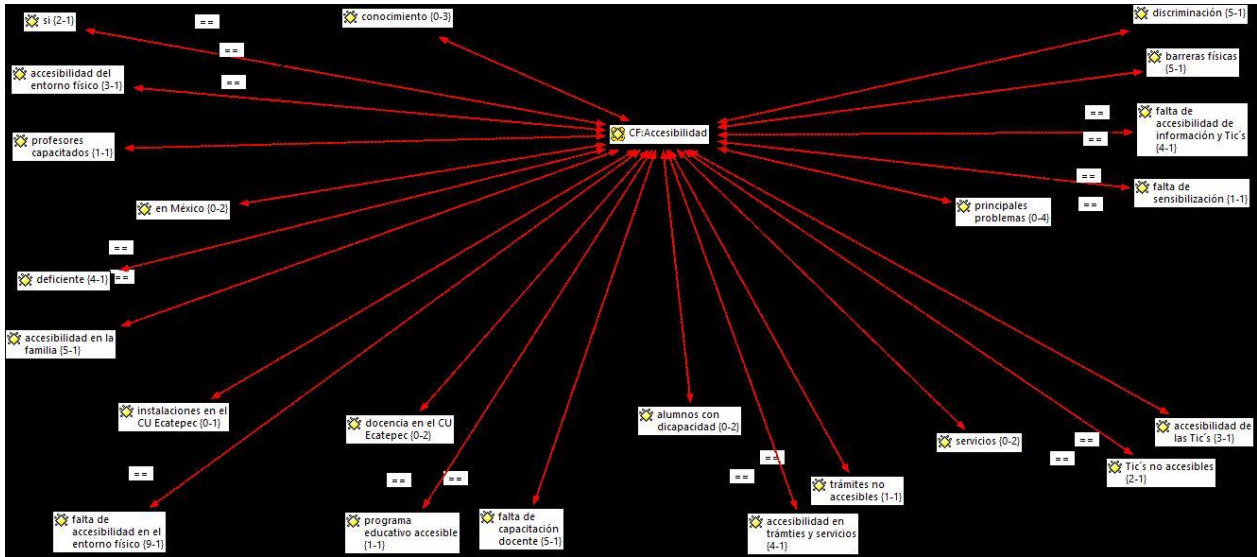 si {2-1}
==
conocimiento {0-3}
discriminación {5-1}
==
barreras físicas
{5-1}
accesibilidad del
entorno físico {3-1}
==
CF:Accesibilidad
falta de
accesibilidad de
información y Tic´s
{4-1}
==
==
profesores
capacitados {1-1}
==
falta de
sensibilización {1-1}
==
en México {0-2}
principales
problemas {0-4}
==
deficiente {4-1}
==
accesibilidad en la
familia {5-1}
instalaciones en el
CU Ecatepec {0-1}
docencia en el CU
Ecatepec {0-2}
alumnos con
dicapacidad {0-2}
servicios {0-2}
==
==
accesibilidad de
las Tic´s {3-1}
Tic´s no accesibles
{2-1}
==
==
==
==
==
trámites no
accesibles {1-1}
falta de
accesibilidad en el
entorno físico {9-1}
programa
educativo accesible
{1-1}
falta de
capacitación
docente {5-1}
accesibilidad en
trámties y servicios
{4-1}